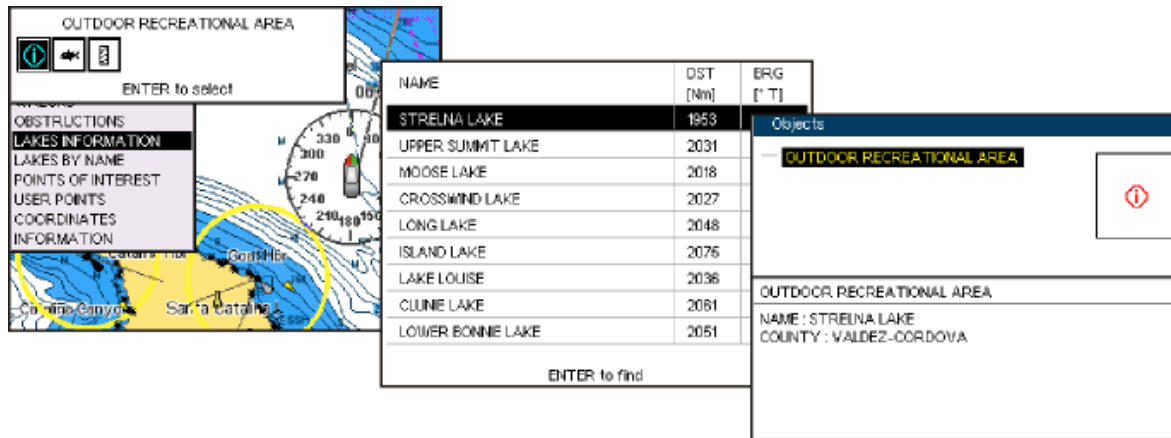 OUTDOOR RECREATIONAL AREA
ENTER to select
OBSTRUCTIONS
LAKES INFORMATION
LAKES BY NAME
POINTS OF INTEREST
USER POINTS
COORDINATES
INFORMATION
330
300
270
240
210
180
150
NAME DST BRG
[Nm] [° T]
STRELNA LAKE 1953
UPPER SUMMIT LAKE 2031
MOOSE LAKE 2018
CROSSWIND LAKE 2027
LONG LAKE 2048
ISLAND LAKE 2075
LAKE LOUISE 2036
CLUNIE LAKE 2061
LOWER BONNIE LAKE 2051
ENTER to find
Objects
OUTDOOR RECREATIONAL AREA
OUTDOOR RECREATIONAL AREA
NAME : STRELNA LAKE
COUNTY : VALDEZ-CORDOVA